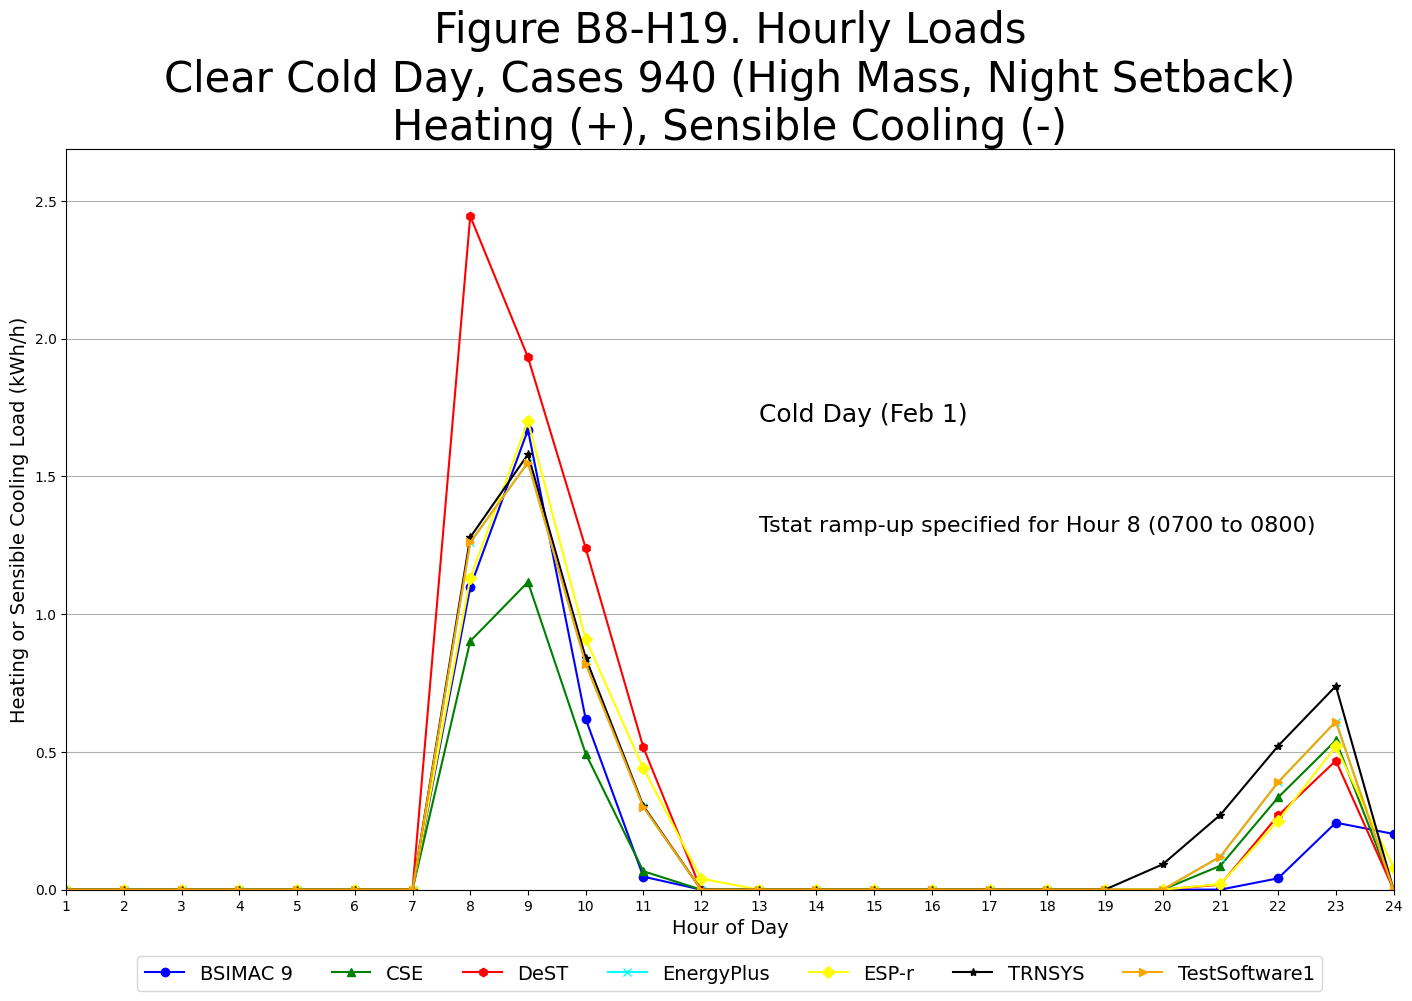 Figure B8-H19. Hourly Loads
Clear Cold Day, Cases 940 (High Mass, Night Setback)
Heating (+), Sensible Cooling (-)
Heating or Sensible Cooling Load (kWh/h)
2.5
2.0
1.5
1.0
0.5
0.0
Cold Day (Feb 1)
Tstat ramp-up specified for Hour 8 (0700 to 0800)
1 2 3 4 5 6 7 8 9 10 11 12 13 14 15 16 17 18 19 20 21 22 23 24
Hour of Day
BSIMAC 9 CSE DeST EnergyPlus ESP-r TRNSYS TestSoftware1